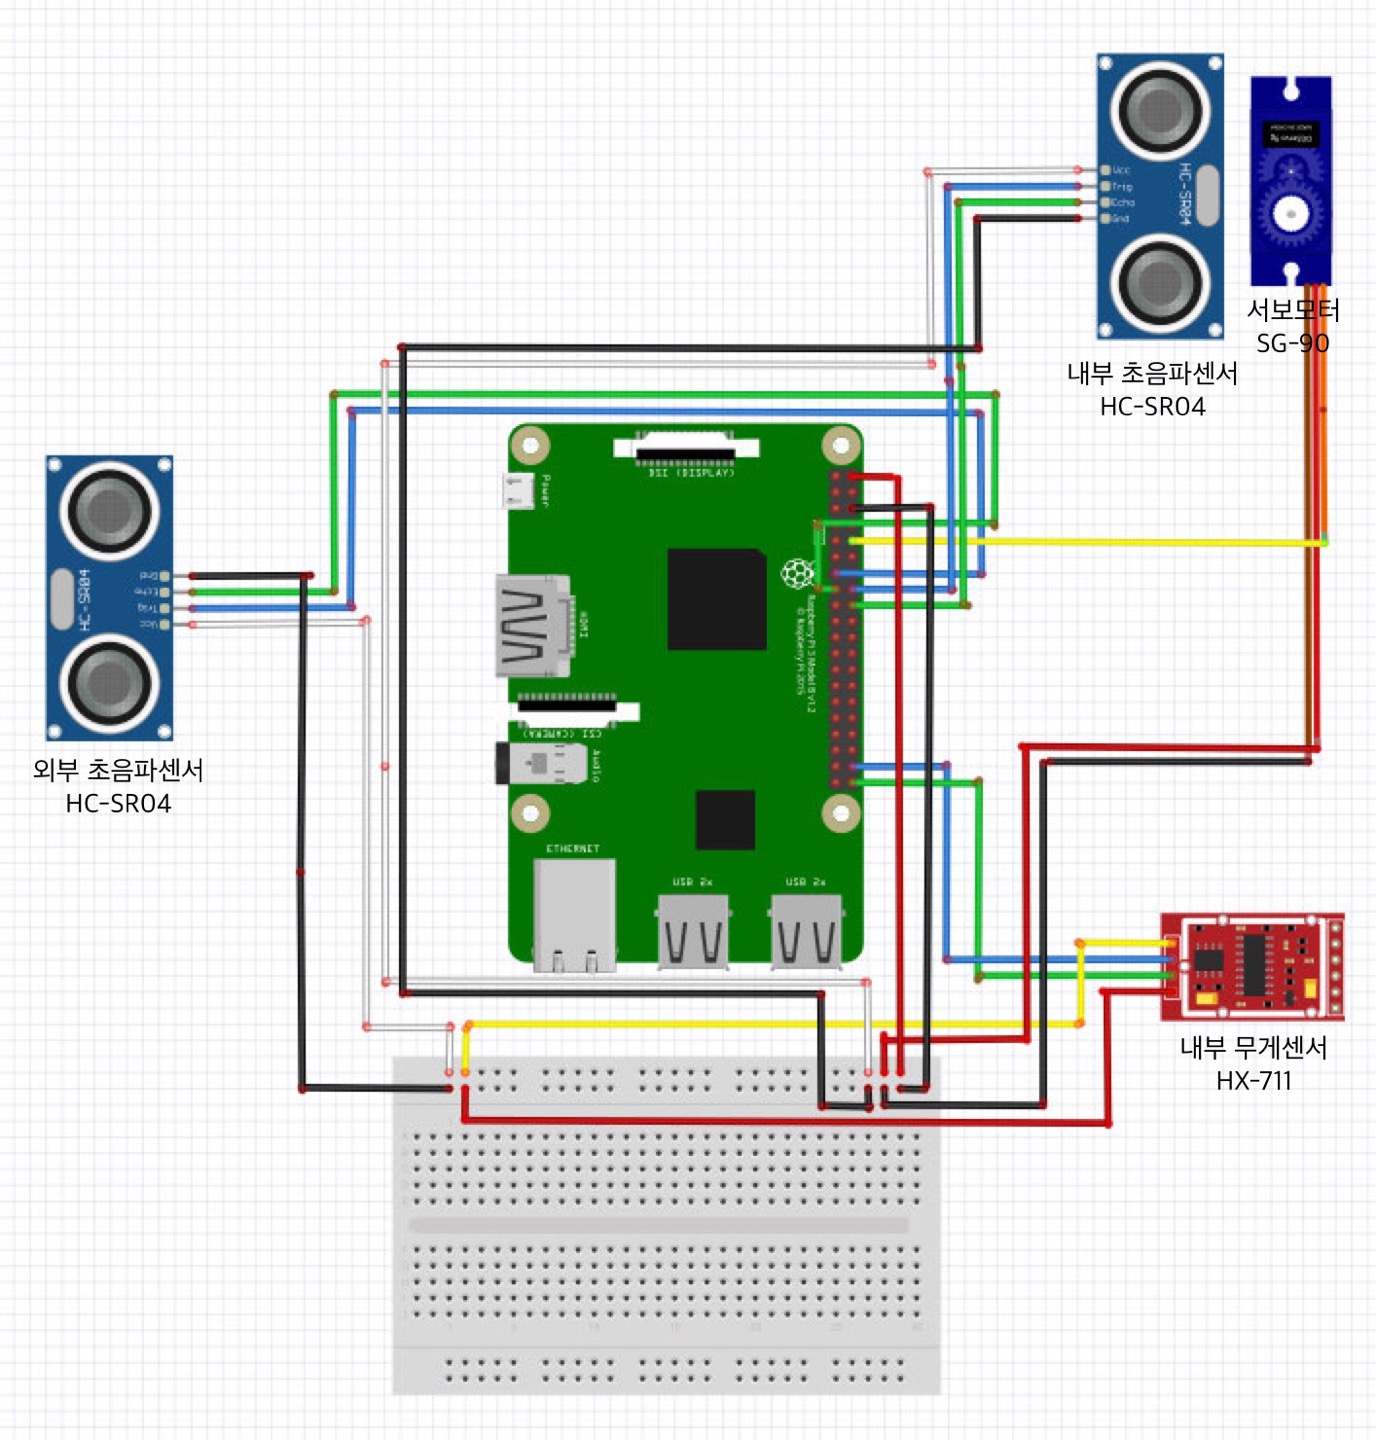 Vcc
Trig
Echo
Gnd
HC-SR04
서보모터
SG-90
내부 초음파센서
HC-SR04
DSI (DISPLAY)
Power
Gnd
Echo
Trig
Vcc
HC-SR04
HDMI
Raspberry Pi 3 Model B v1.2
© Raspberry Pi 2015
CSI (CAMERA)
Audio
외부 초음파센서
HC-SR04
ETHERNET
USB 2x
USB 2x
내부 무게센서
HX-711